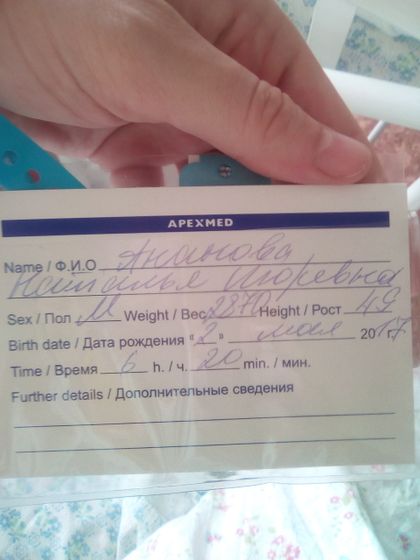 APEXMED
Name / Ф.И.О Ананова
Наталья Игоревна
Sex / Пол М Weight / Вес 2870 Height / Рост 49
Birth date / Дата рождения "2" мая 2017 г.
Time / Время 6 h. / ч. 20 min. / мин.
Further details / Дополнительные сведения